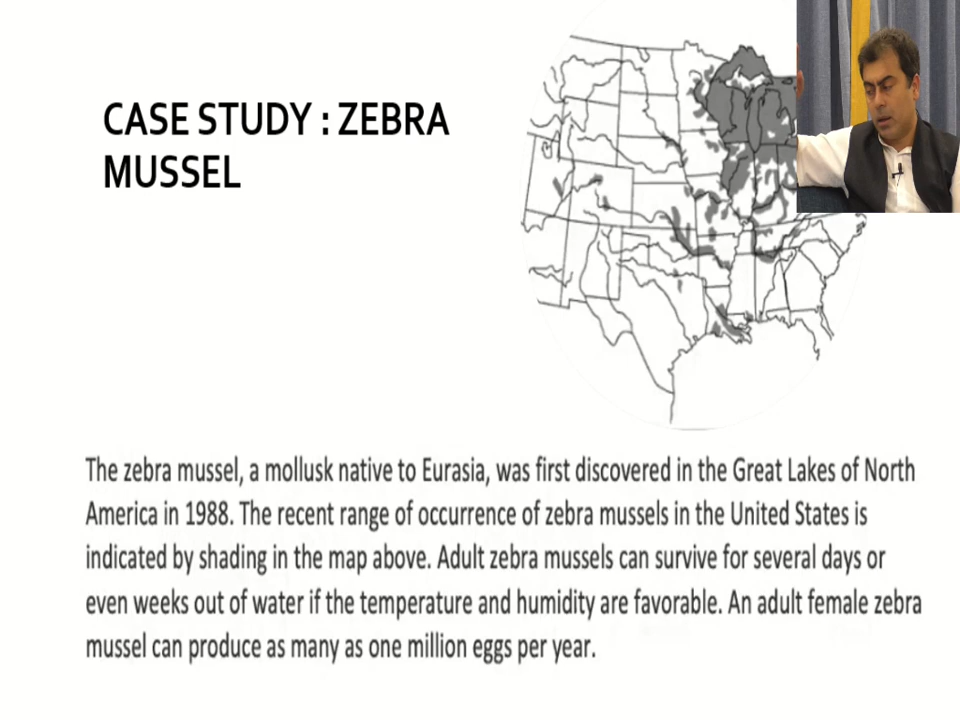 CASE STUDY : ZEBRA
MUSSEL
The zebra mussel, a mollusk native to Eurasia, was first discovered in the Great Lakes of North
America in 1988. The recent range of occurrence of zebra mussels in the United States is
indicated by shading in the map above. Adult zebra mussels can survive for several days or
even weeks out of water if the temperature and humidity are favorable. An adult female zebra
mussel can produce as many as one million eggs per year.